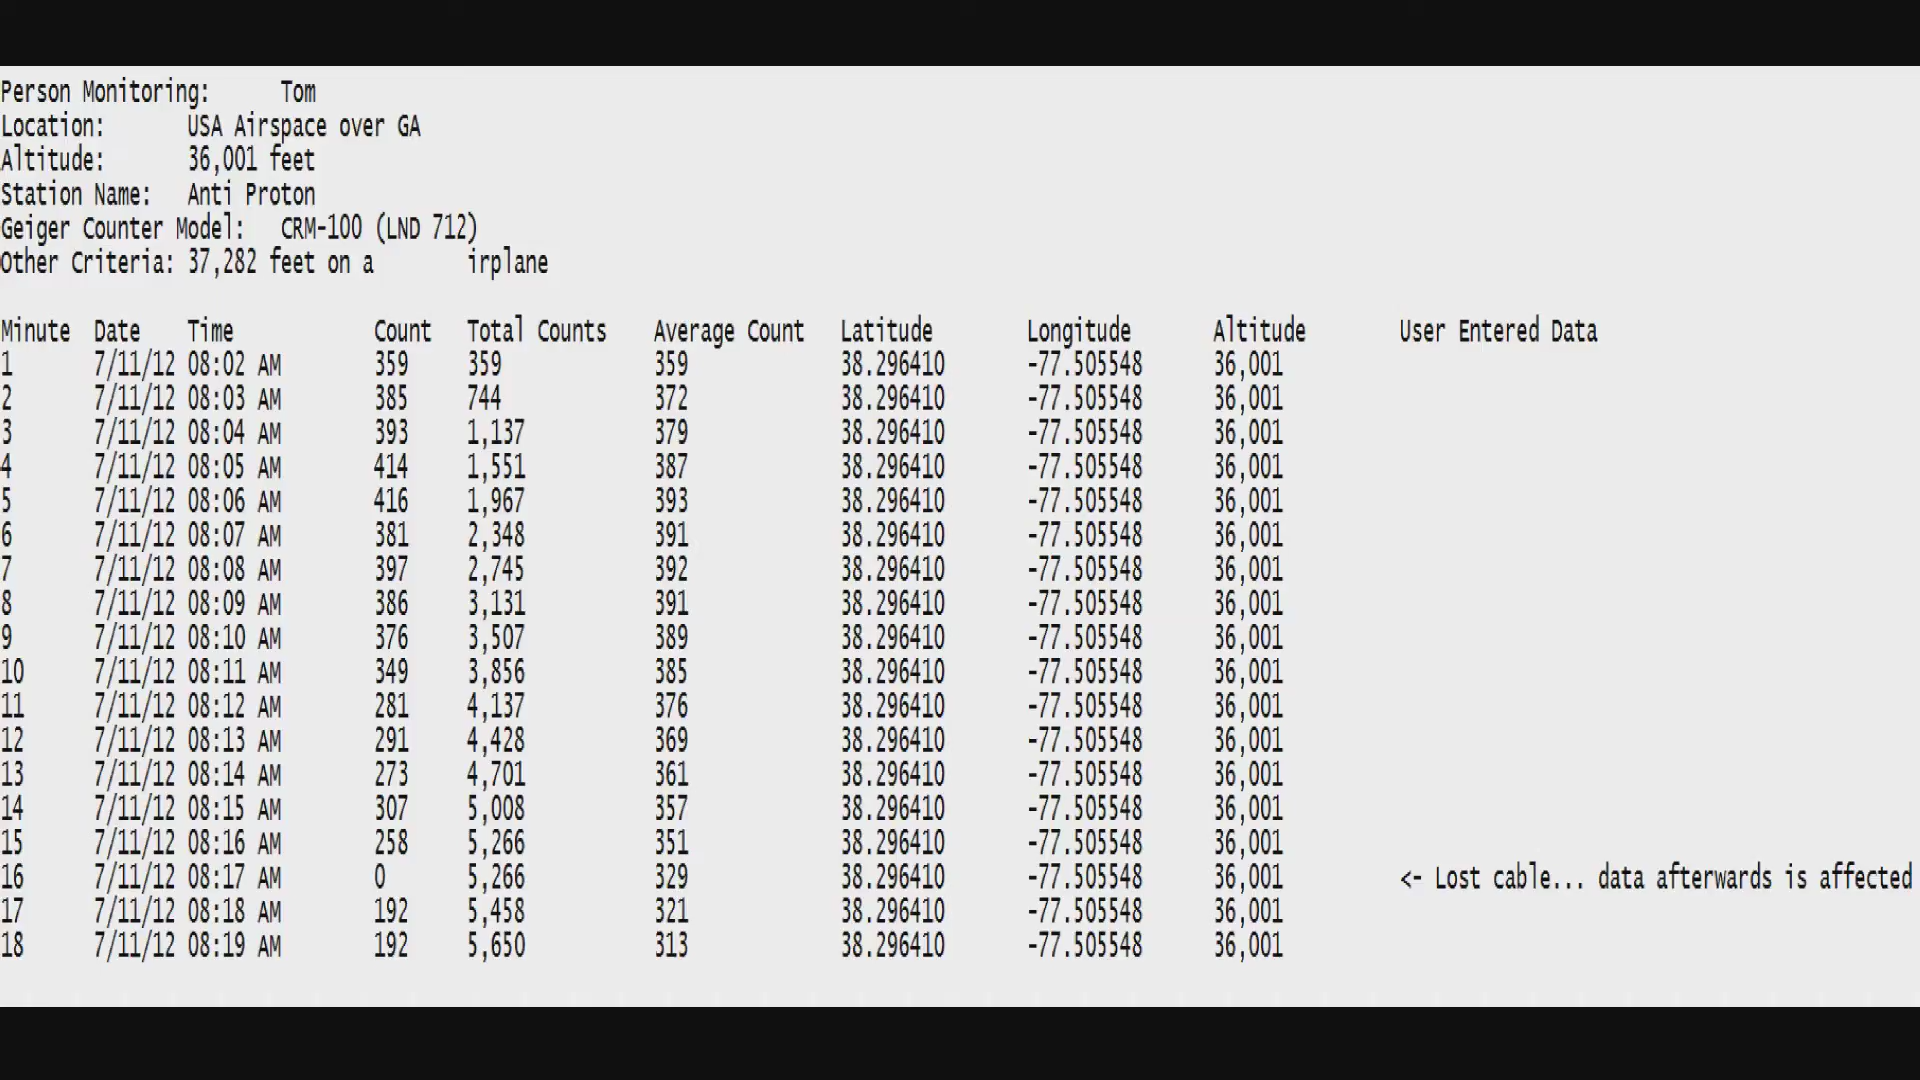 Person Monitoring: Tom
Location: USA Airspace over GA
Altitude: 36,001 feet
Station Name: Anti Proton
Geiger Counter Model: CRM-100 (LND 712)
Other Criteria: 37,282 feet on a irplane
Minute Date Time Count Total Counts Average Count Latitude Longitude Altitude User Entered Data
1 7/11/12 08:02 AM 359 359 359 38.296410 -77.505548 36,001
2 7/11/12 08:03 AM 385 744 372 38.296410 -77.505548 36,001
3 7/11/12 08:04 AM 393 1,137 379 38.296410 -77.505548 36,001
4 7/11/12 08:05 AM 414 1,551 387 38.296410 -77.505548 36,001
5 7/11/12 08:06 AM 416 1,967 393 38.296410 -77.505548 36,001
6 7/11/12 08:07 AM 381 2,348 391 38.296410 -77.505548 36,001
7 7/11/12 08:08 AM 397 2,745 392 38.296410 -77.505548 36,001
8 7/11/12 08:09 AM 386 3,131 391 38.296410 -77.505548 36,001
9 7/11/12 08:10 AM 376 3,507 389 38.296410 -77.505548 36,001
10 7/11/12 08:11 AM 349 3,856 385 38.296410 -77.505548 36,001
11 7/11/12 08:12 AM 281 4,137 376 38.296410 -77.505548 36,001
12 7/11/12 08:13 AM 291 4,428 369 38.296410 -77.505548 36,001
13 7/11/12 08:14 AM 273 4,701 361 38.296410 -77.505548 36,001
14 7/11/12 08:15 AM 307 5,008 357 38.296410 -77.505548 36,001
15 7/11/12 08:16 AM 258 5,266 351 38.296410 -77.505548 36,001
16 7/11/12 08:17 AM 0 5,266 329 38.296410 -77.505548 36,001 <- Lost cable... data afterwards is affected
17 7/11/12 08:18 AM 192 5,458 321 38.296410 -77.505548 36,001
18 7/11/12 08:19 AM 192 5,650 313 38.296410 -77.505548 36,001